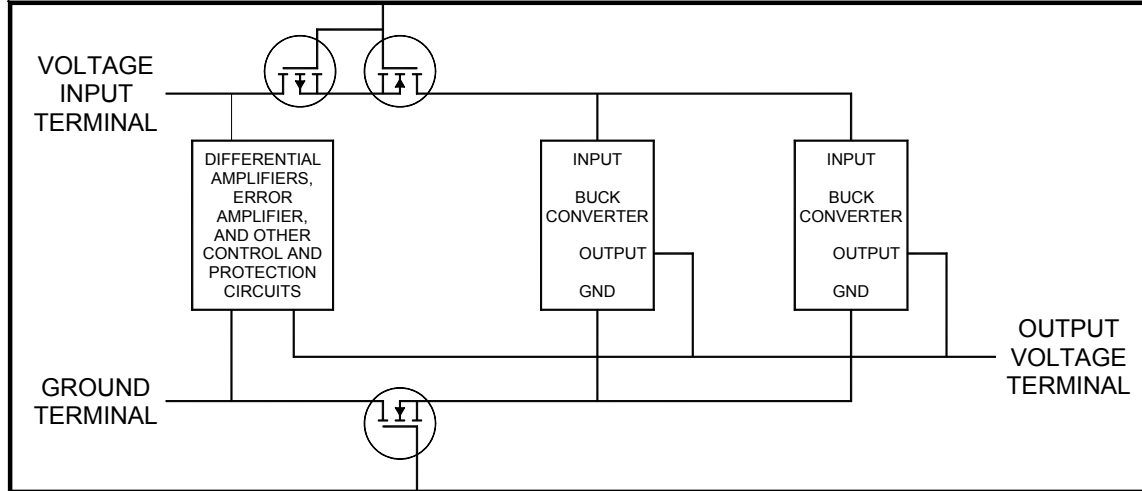 VOLTAGE
INPUT
TERMINAL
DIFFERENTIAL
AMPLIFIERS,
ERROR
AMPLIFIER,
AND OTHER
CONTROL AND
PROTECTION
CIRCUITS
INPUT
BUCK
CONVERTER
OUTPUT
GND
INPUT
BUCK
CONVERTER
OUTPUT
GND
OUTPUT
VOLTAGE
TERMINAL
GROUND
TERMINAL